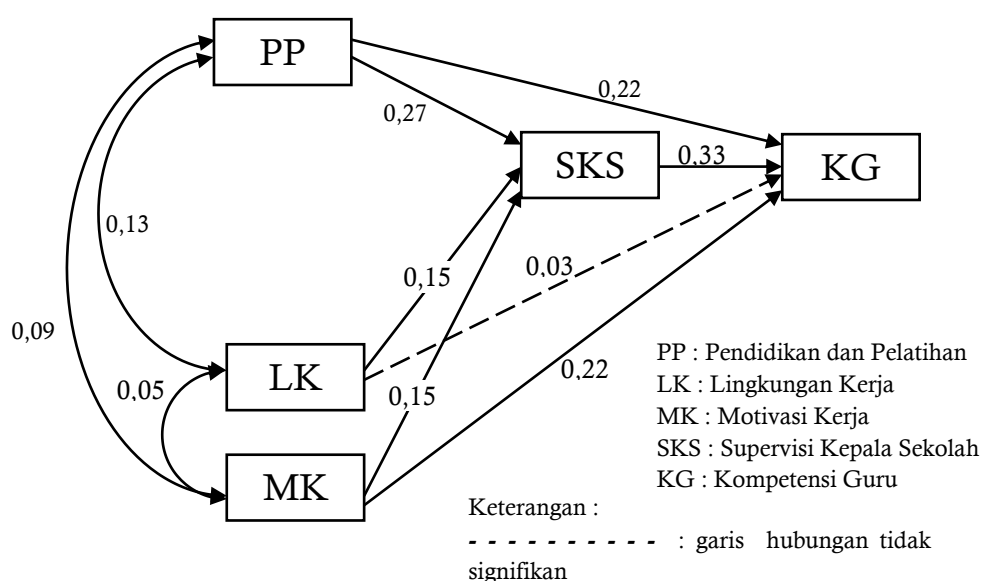 PP
0,22
0,27
SKS
0,33
KG
0,13
0,15
0,03
0,09
LK
0,05
0,15
0,22
MK
PP : Pendidikan dan Pelatihan
LK : Lingkungan Kerja
MK : Motivasi Kerja
SKS : Supervisi Kepala Sekolah
KG : Kompetensi Guru
Keterangan :
- - - - - - - - - - : garis hubungan tidak
signifikan